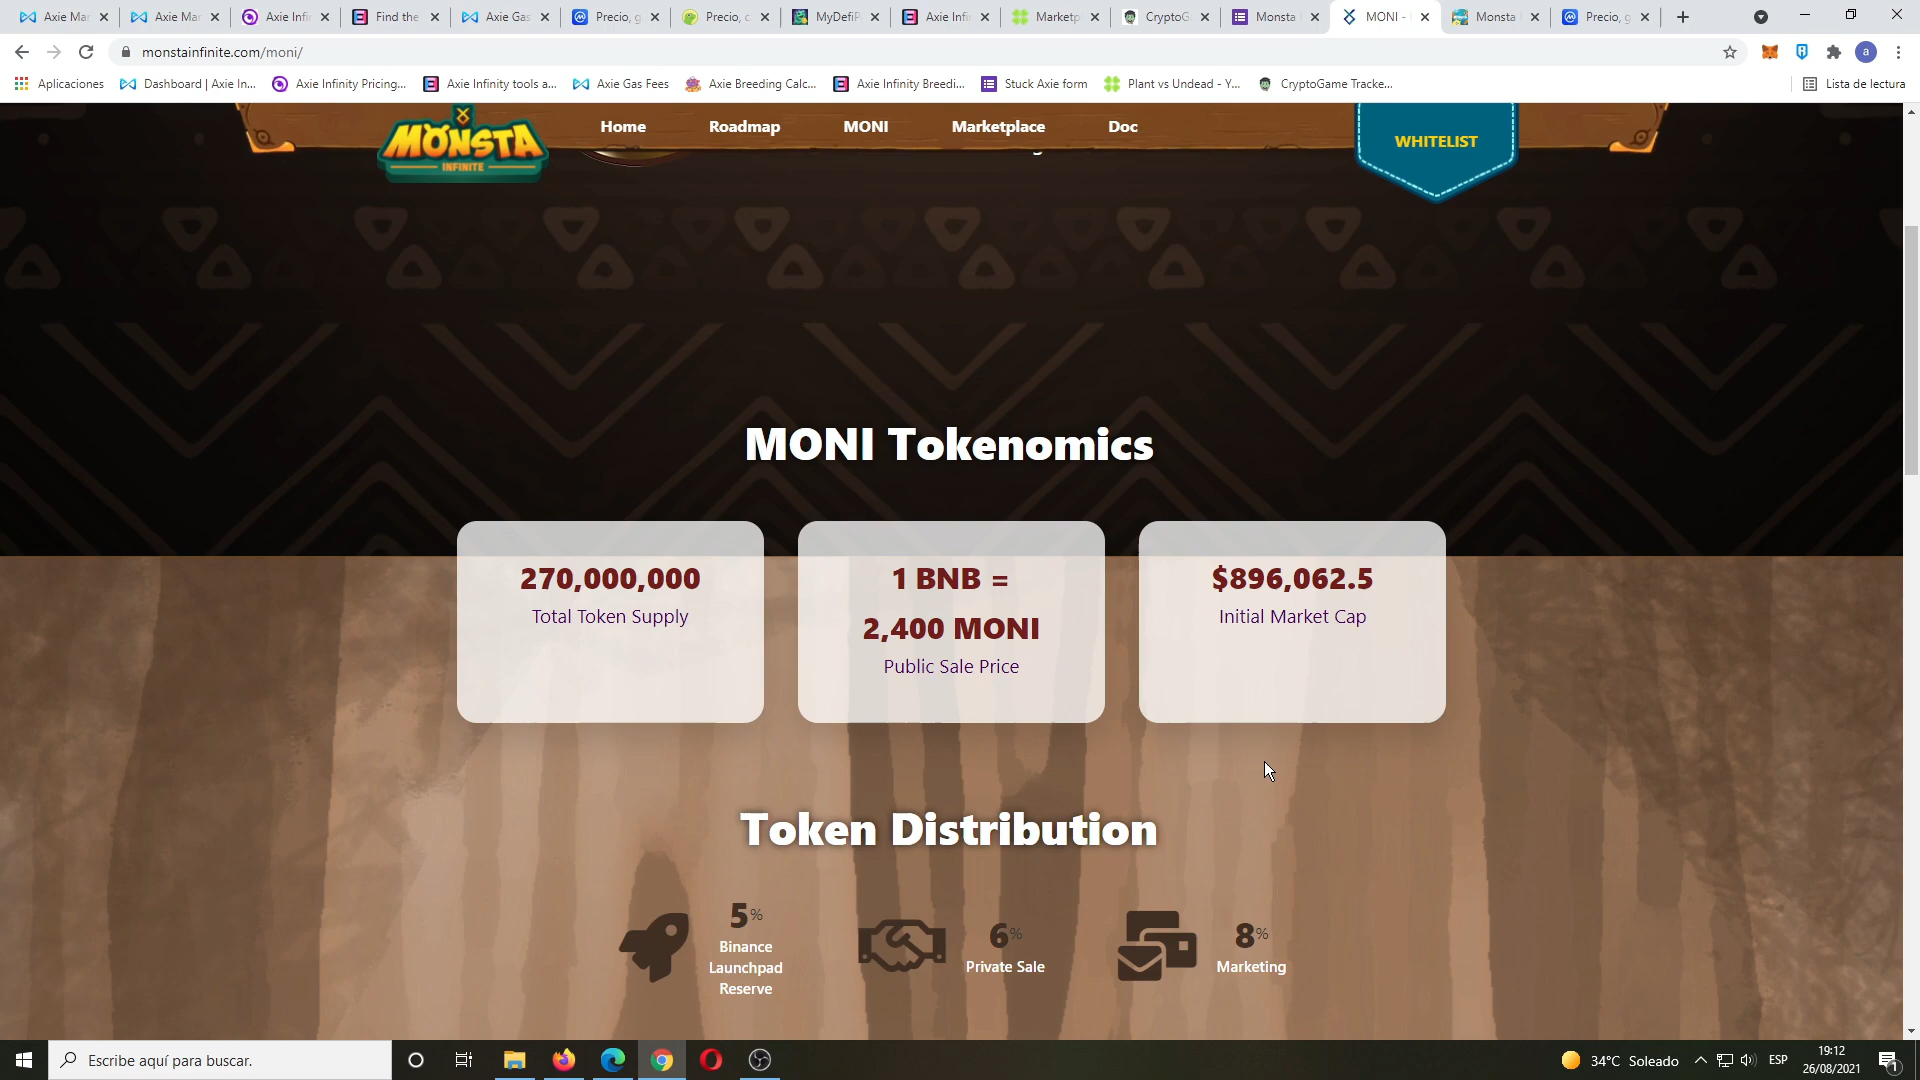 Axie Mar
Axie Mar
Axie Infi
Find the
Axie Gas
Precio, g
Precio, c
MyDefiP
Axie Infi
Marketp
CryptoG
Monsta
MONI -
Monsta
Precio, g
monstainfinite.com/moni/
a
Aplicaciones
Dashboard | Axie In...
Axie Infinity Pricing...
Axie Infinity tools a...
Axie Gas Fees
Axie Breeding Calc...
Axie Infinity Breedi...
Stuck Axie form
Plant vs Undead - Y...
CryptoGame Tracke...
Lista de lectura
MONSTA
INFINITE
Home
Roadmap
MONI
Marketplace
Doc
WHITELIST
MONI Tokenomics
270,000,000
Total Token Supply
1 BNB =
2,400 MONI
Public Sale Price
$896,062.5
Initial Market Cap
Token Distribution
5%
Binance
Launchpad
Reserve
6%
Private Sale
8%
Marketing
Escribe aquí para buscar.
34°C Soleado
ESP
19:12
26/08/2021
1